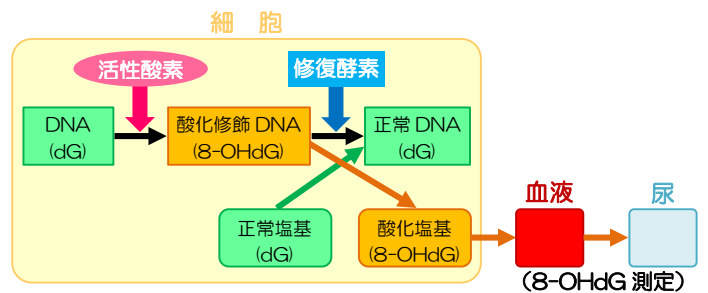 細 胞
活性酸素
修復酵素
DNA
(dG)
酸化修飾 DNA
(8-OHdG)
正常 DNA
(dG)
正常塩基
(dG)
酸化塩基
(8-OHdG)
血液
尿
(8-OHdG 測定)